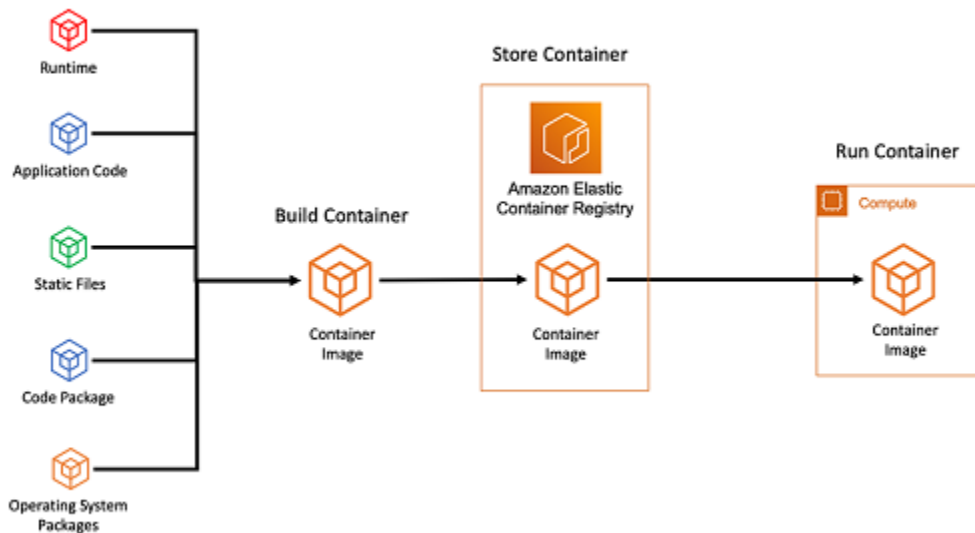 Runtime
Application Code
Static Files
Code Package
Operating System
Packages
Build Container
Container
Image
Store Container
Amazon Elastic
Container Registry
Container
Image
Run Container
Compute
Container
Image